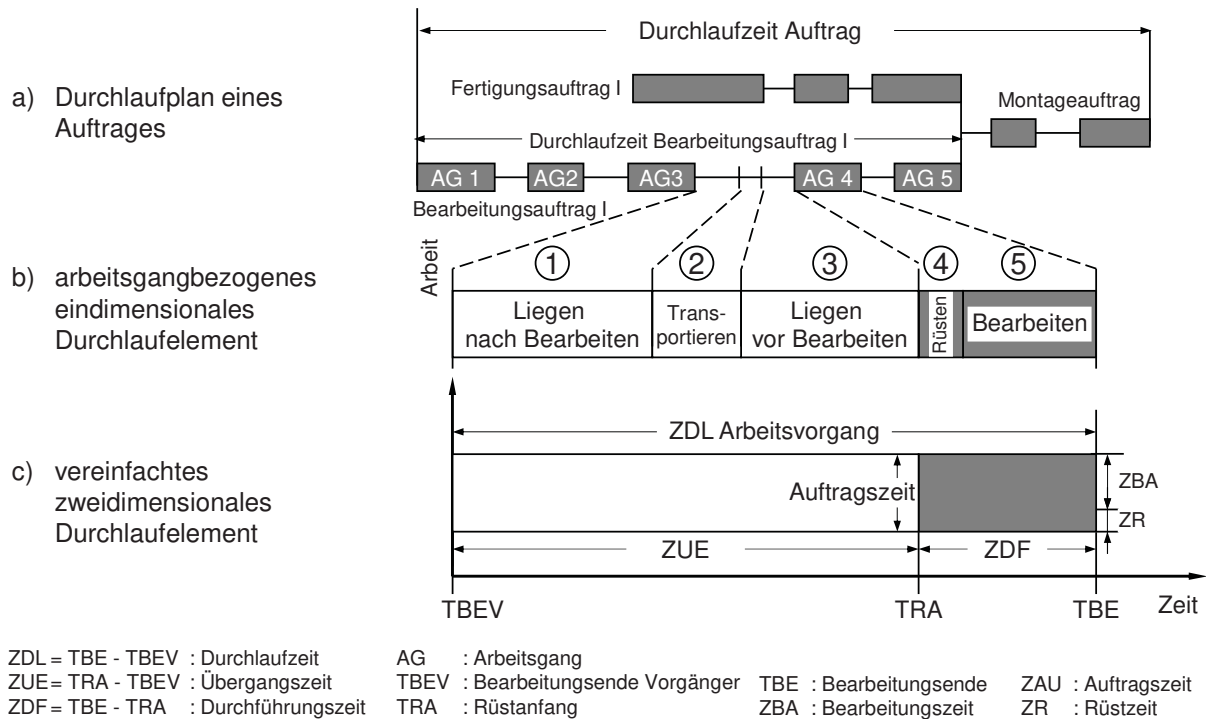 Durchlaufzeit Auftrag
a) Durchlaufplan eines
Auftrages
Fertigungsauftrag I
Montageauftrag
Durchlaufzeit Bearbeitungsauftrag I
AG 1
AG2
AG3
AG 4
AG 5
Bearbeitungsauftrag I
b) arbeitsgangbezogenes
eindimensionales
Durchlaufelement
Arbeit
1
2
3
4
5
Liegen
nach Bearbeiten
Trans-
portieren
Liegen
vor Bearbeiten
Rüsten
Bearbeiten
c) vereinfachtes
zweidimensionales
Durchlaufelement
ZDL Arbeitsvorgang
Auftragszeit
ZBA
ZR
ZUE
ZDF
TBEV
TRA
TBE
Zeit
ZDL = TBE - TBEV : Durchlaufzeit
ZUE = TRA - TBEV : Übergangszeit
ZDF = TBE - TRA : Durchführungszeit
AG : Arbeitsgang
TBEV : Bearbeitungsende Vorgänger
TRA : Rüstanfang
TBE : Bearbeitungsende
ZBA : Bearbeitungszeit
ZAU : Auftragszeit
ZR : Rüstzeit